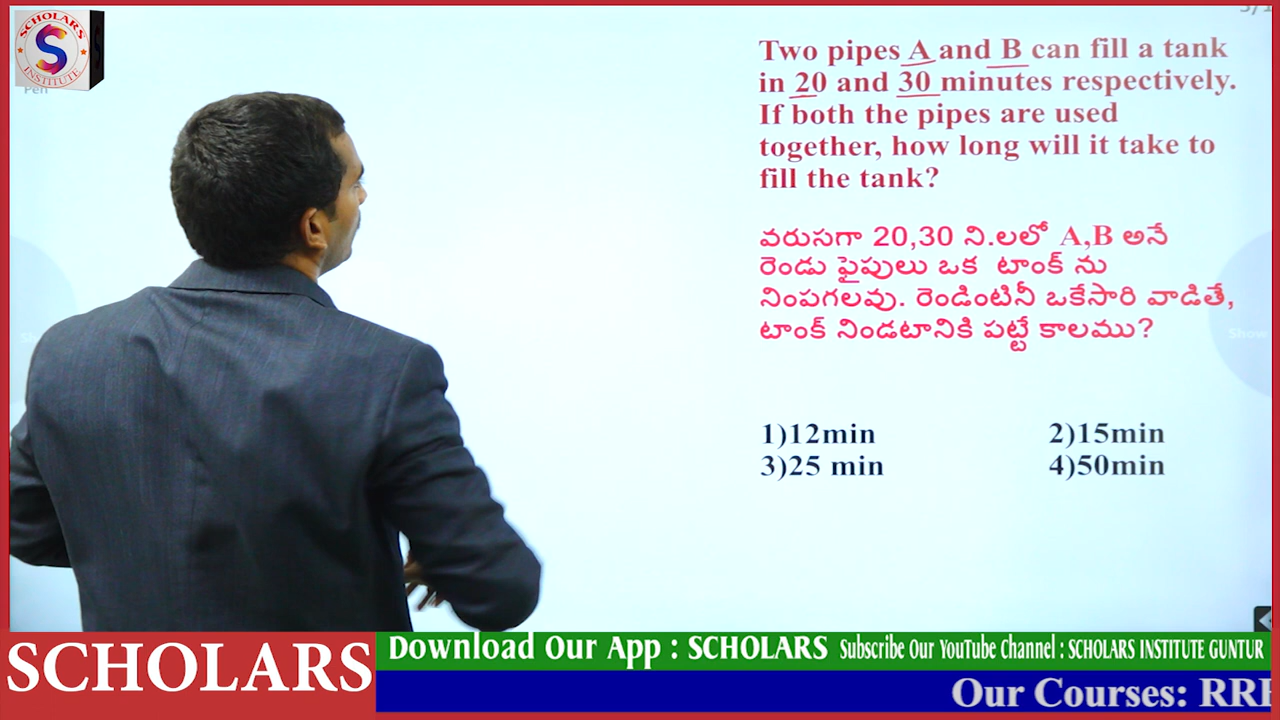 SCHOLARS
S
INSTITUTE
Pen
Two pipes A and B can fill a tank
in 20 and 30 minutes respectively.
If both the pipes are used
together, how long will it take to
fill the tank?
వరుసగా 20,30 ని.లలో A,B అనే
రెండు ఫైపులు ఒక టాంక్ ను
నింపగలవు. రెండింటినీ ఒకేసారి వాడితే,
టాంక్ నిండటానికి పట్టే కాలము?
Show
1)12min 2)15min
3)25 min 4)50min
SCHOLARS
Download Our App : SCHOLARS Subscribe Our YouTube Channel : SCHOLARS INSTITUTE GUNTUR
Our Courses: